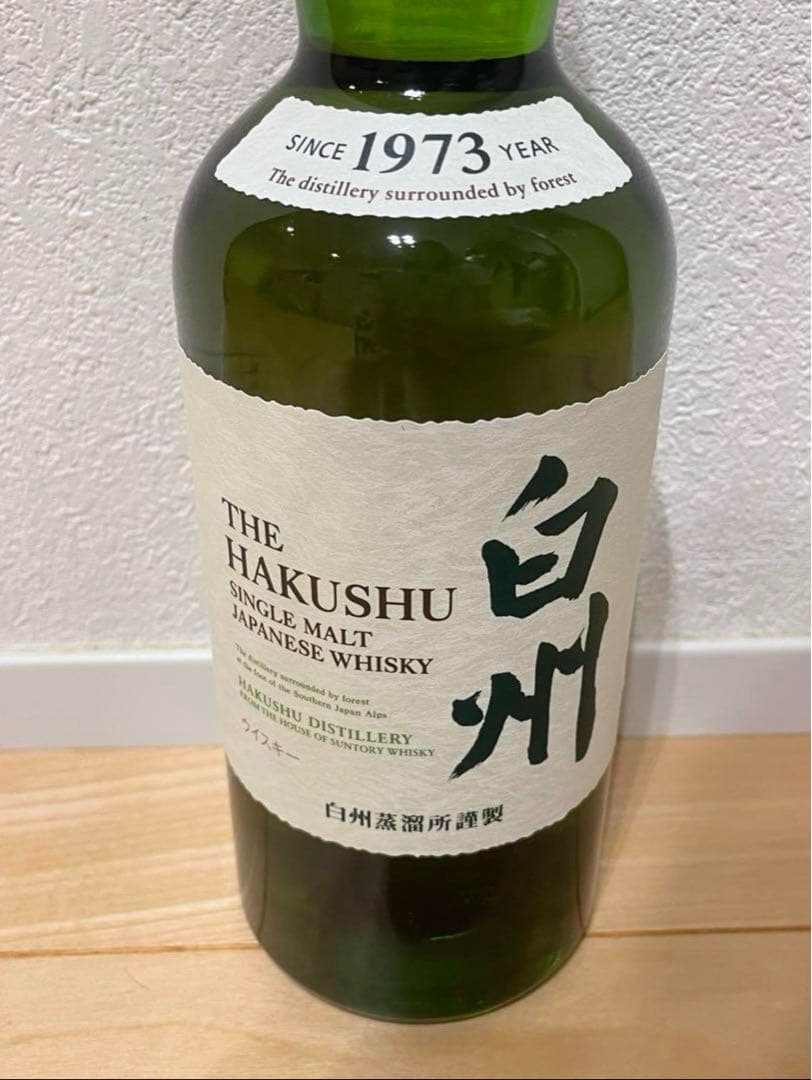 SINCE 1973 YEAR
The distillery surrounded by forest
THE
HAKUSHU
SINGLE MALT
JAPANESE WHISKY
The distillery surrounded by forest
at the foot of the Southern Japan Alps
HAKUSHU DISTILLERY
FROM THE HOUSE OF SUNTORY WHISKY
ウイスキー
白州
白州蒸溜所謹製